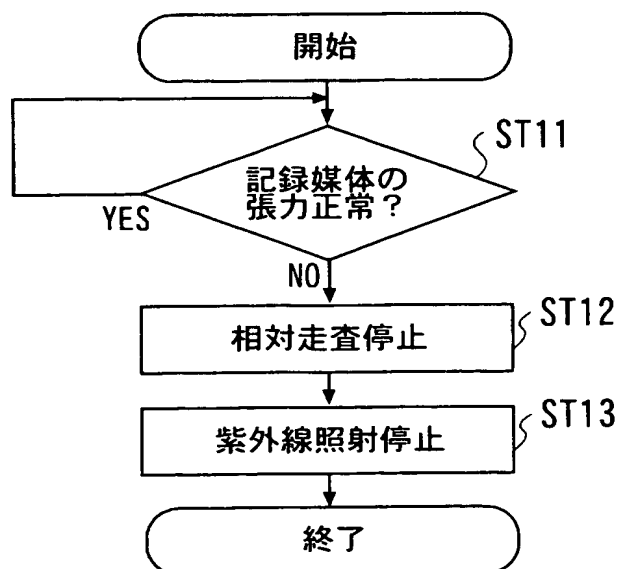 開始
ST11
記録媒体の
張力正常？
YES
NO
ST12
相対走査停止
ST13
紫外線照射停止
終了